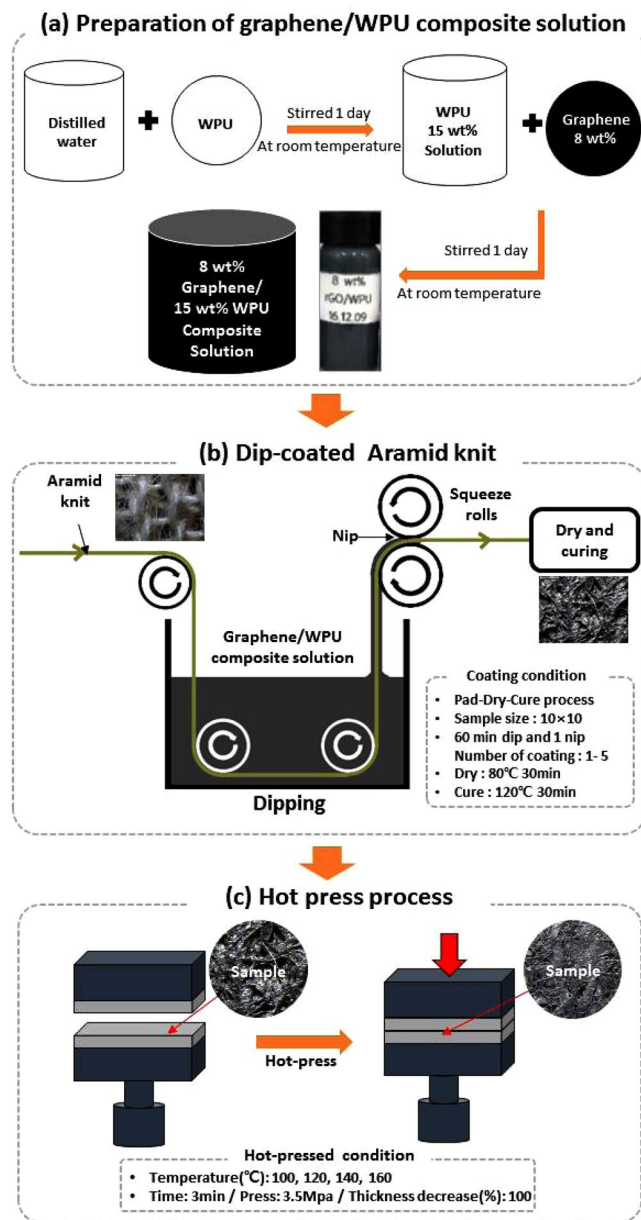 (a) Preparation of graphene/WPU composite solution
Distilled
water
WPU
Stirred 1 day
At room temperature
WPU
15 wt%
Solution
Graphene
8 wt%
Stirred 1 day
At room temperature
8 wt%
Graphene/
15 wt% WPU
Composite
Solution
8 wt%
rGO/WPU
16.12.09
(b) Dip-coated Aramid knit
Aramid
knit
Nip
Squeeze
rolls
Dry and
curing
Graphene/WPU
composite solution
Dipping
Coating condition
• Pad-Dry-Cure process
• Sample size : 10×10
• 60 min dip and 1 nip
Number of coating : 1- 5
• Dry : 80℃ 30min
• Cure : 120℃ 30min
(c) Hot press process
Sample
Sample
Hot-press
Hot-pressed condition
• Temperature(℃): 100, 120, 140, 160
• Time: 3min / Press: 3.5Mpa / Thickness decrease(%): 100